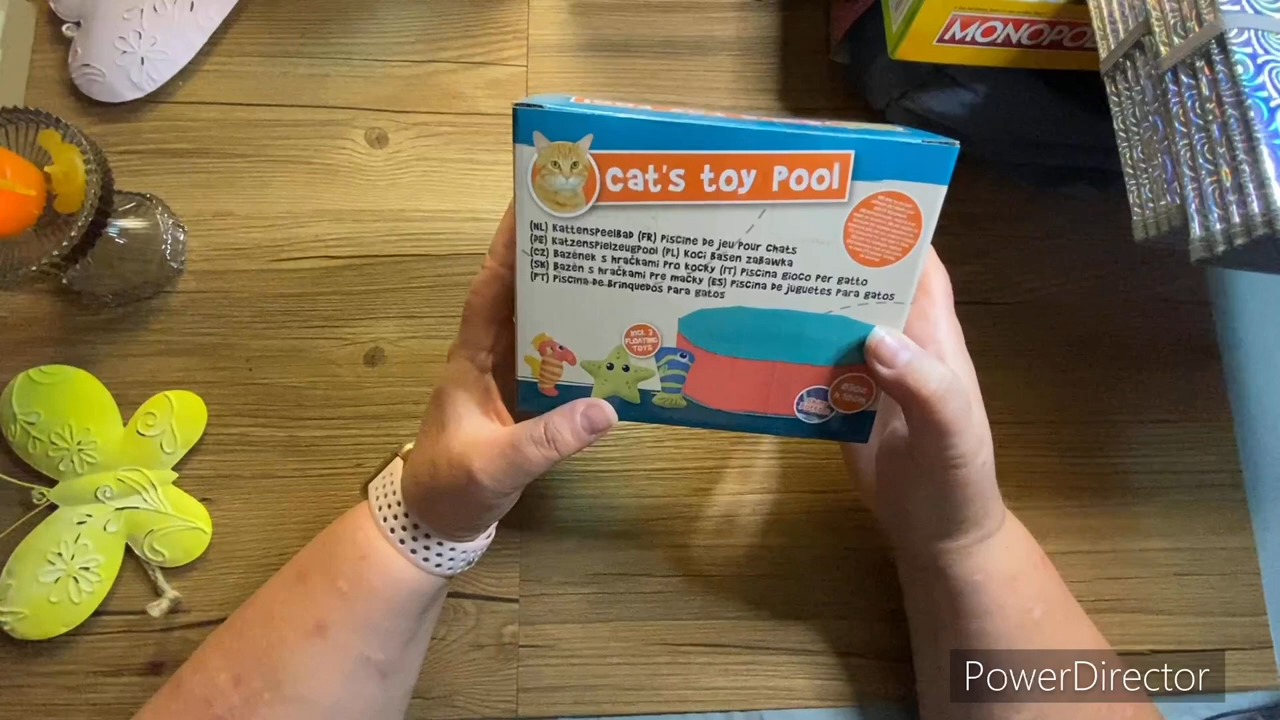 MONOPO
cat's toy Pool
(NL) Kattenspeelbad (FR) Piscine de jeu pour chats
(DE) Katzenspielzeugpool (PL) Koci Basen zabawka
(CZ) Bazének s hračkami pro kočky (IT) Piscina gioco per gatto
(SK) Bazén s hračkami pre mačky (ES) Piscina de juguetes para gatos
(PT) Piscina de Brinquedos para gatos
INCL. 3
FLOATING
TOYS
PowerDirector